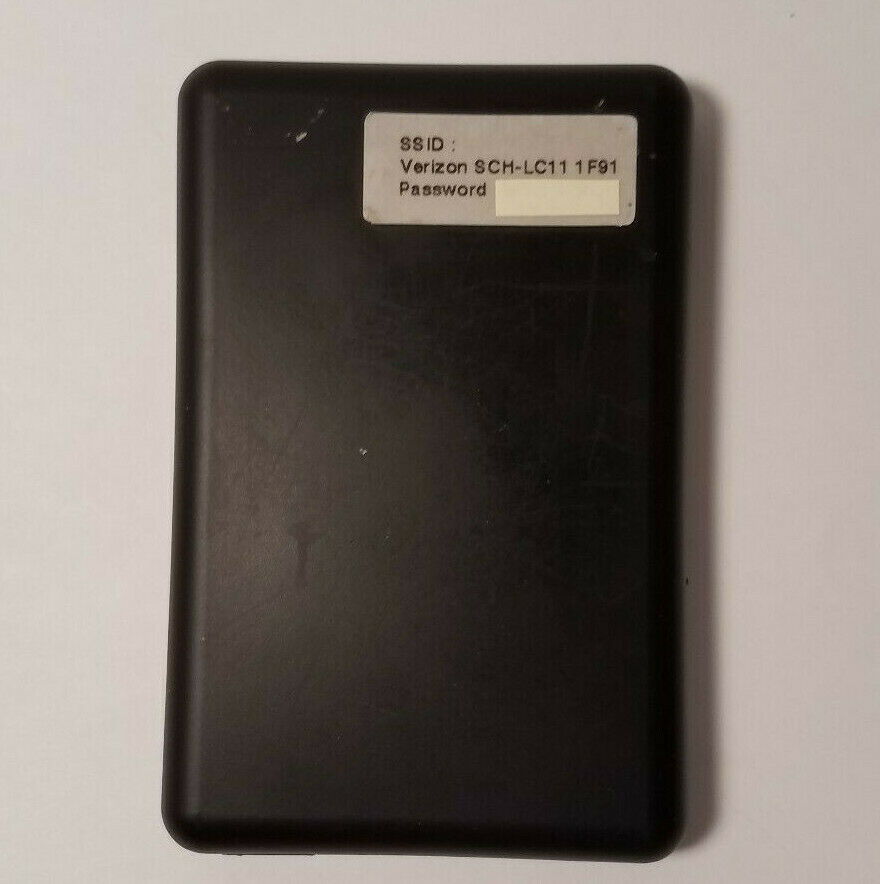 SSID :
Verizon SCH-LC11 1F91
Password